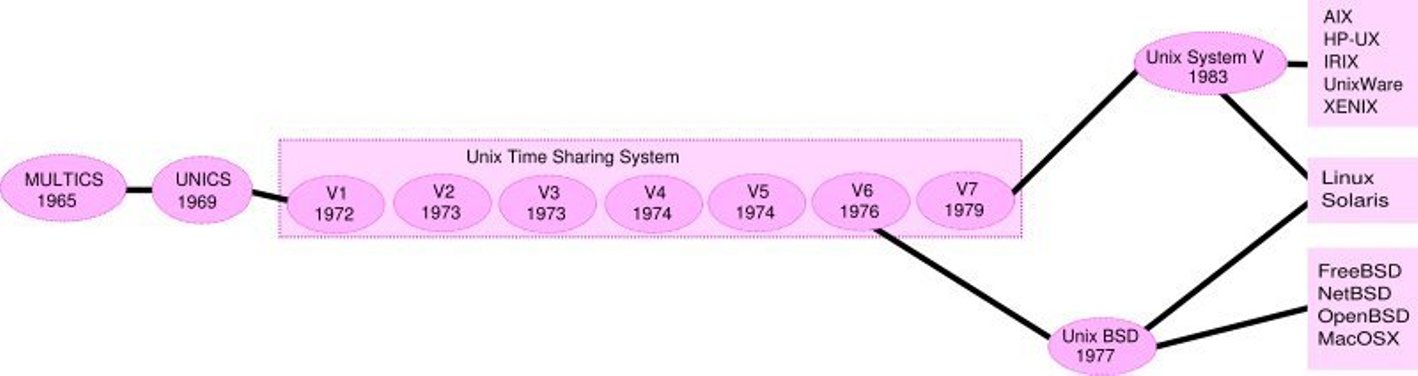 MULTICS
1965
UNICS
1969
Unix Time Sharing System
V1
1972
V2
1973
V3
1973
V4
1974
V5
1974
V6
1976
V7
1979
Unix System V
1983
Unix BSD
1977
AIX
HP-UX
IRIX
UnixWare
XENIX
Linux
Solaris
FreeBSD
NetBSD
OpenBSD
MacOSX